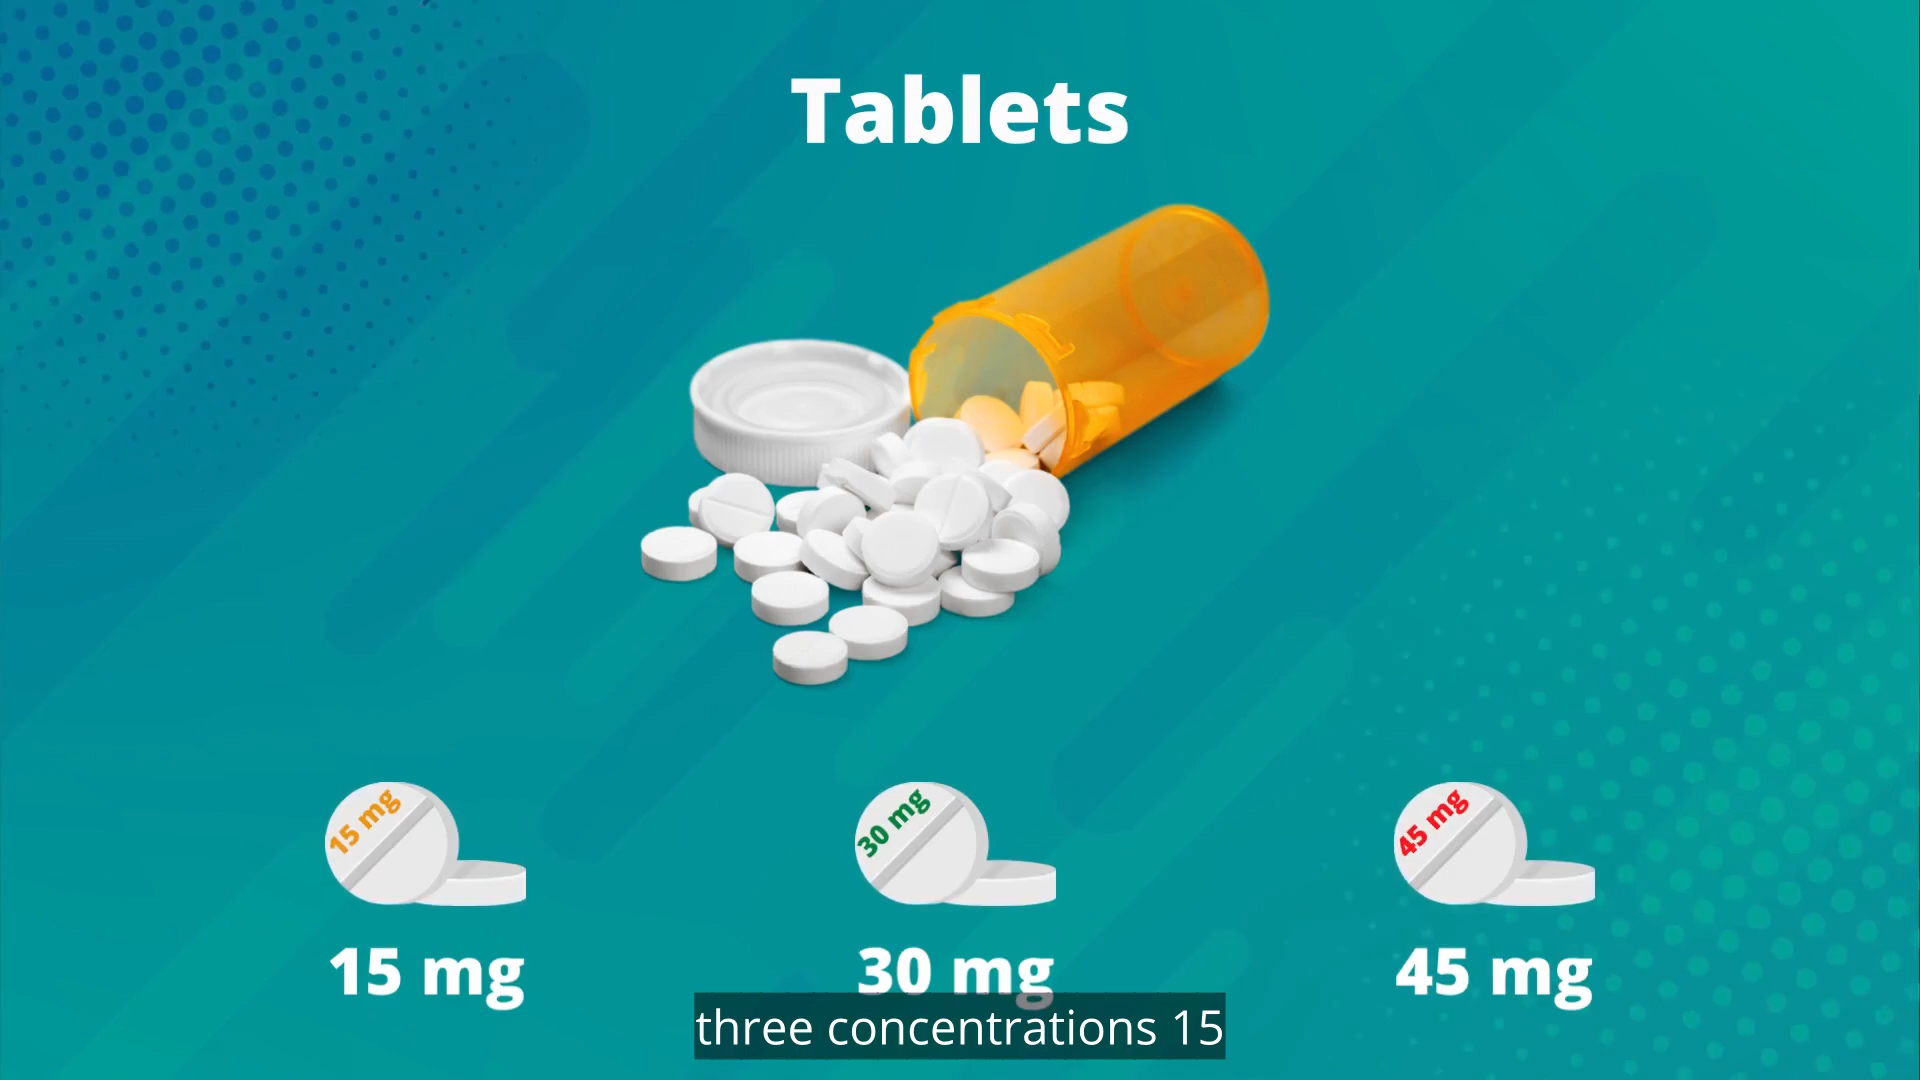 Tablets
15 mg
30 mg
45 mg
15 mg
30 mg
45 mg
three concentrations 15